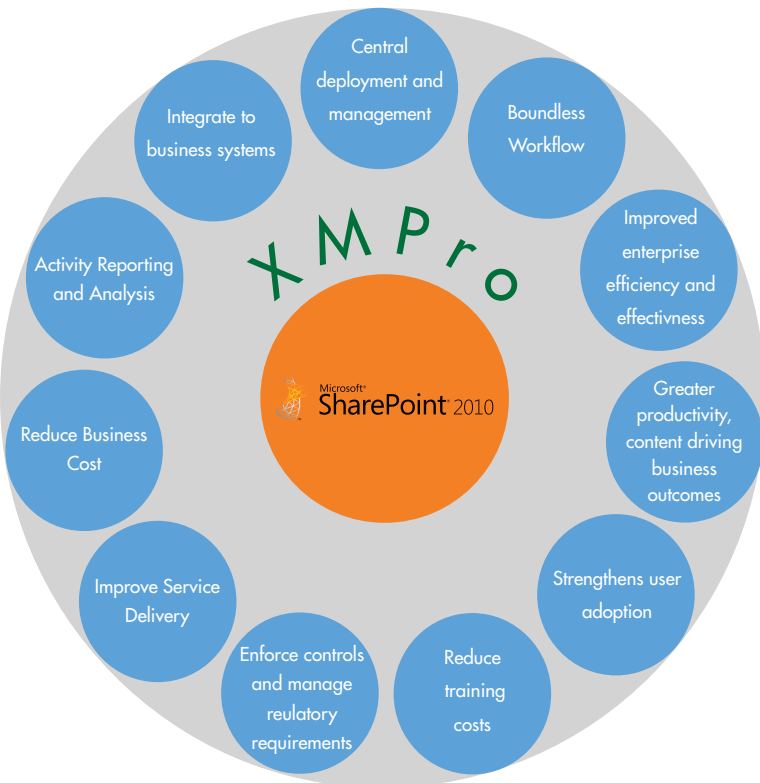 Central
deployment and
management
Boundless
Workflow
Improved
enterprise
efficiency and
effectivness
Greater
productivity,
content driving
business
outcomes
Strengthens user
adoption
Reduce
training
costs
Enforce controls
and manage
reulatory
requirements
Improve Service
Delivery
Reduce Business
Cost
Activity Reporting
and Analysis
Integrate to
business systems
XMPro
Microsoft®
SharePoint® 2010